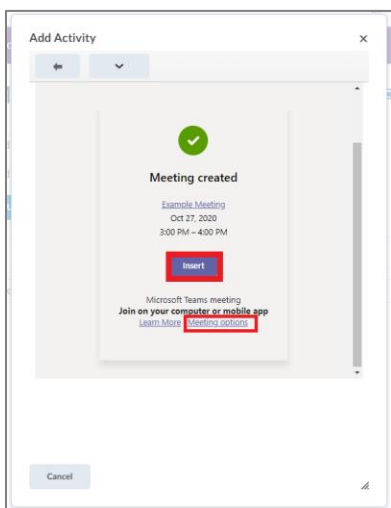 Add Activity ×
Meeting created
Example Meeting
Oct 27, 2020
3:00 PM – 4:00 PM
Insert
Microsoft Teams meeting
Join on your computer or mobile app
Learn More Meeting options
Cancel